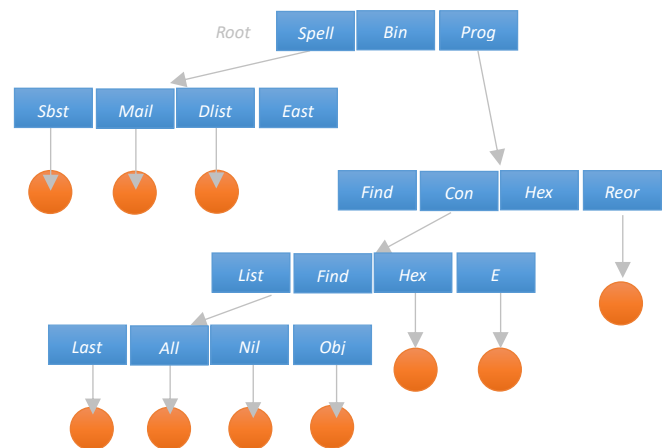 Root Spell Bin Prog
Sbst Mail Dlist East
Find Con Hex Reor
List Find Hex E
Last All Nil Obj